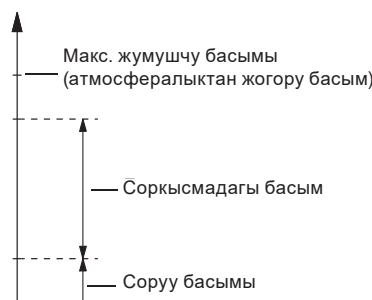 Макс. жумушчу басымы
(атмосфералыктан жогору басым)
Соркысмадагы басым
Соруу басымы